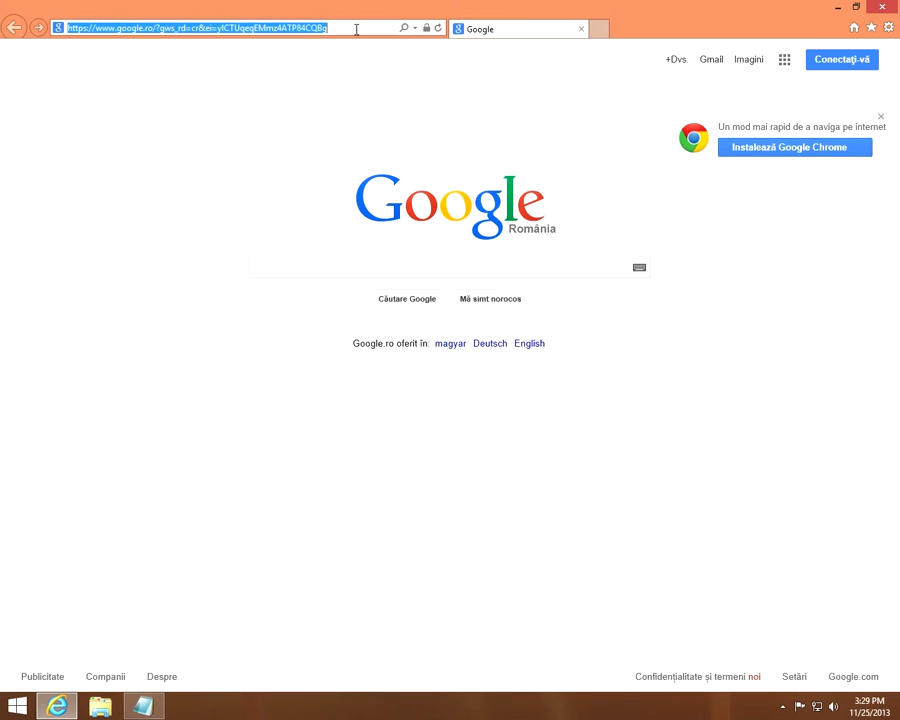 https://www.google.ro/?gws_rd=cr&ei=
Google
+Dvs. Gmail Imagini Conectați-vă
Un mod mai rapid de a naviga pe internet
Instalează Google Chrome
Google
România
Căutare Google Mă simt norocos
Google.ro oferit în: magyar Deutsch English
Publicitate Companii Despre Confidențialitate și termeni noi Setări Google.com
3:29 PM
11/25/2013